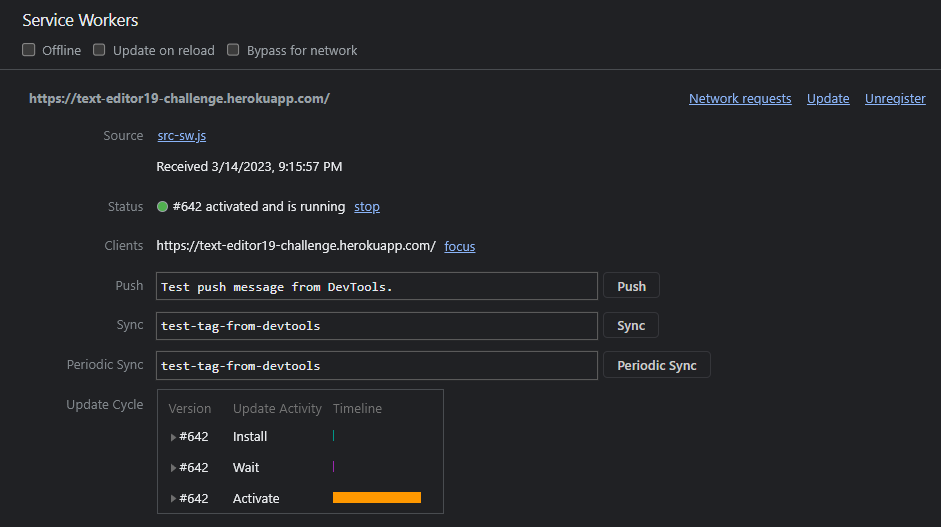 Service Workers
Offline Update on reload Bypass for network
https://text-editor19-challenge.herokuapp.com/ Network requests Update Unregister
Source src-sw.js
Received 3/14/2023, 9:15:57 PM
Status #642 activated and is running stop
Clients https://text-editor19-challenge.herokuapp.com/ focus
Push Test push message from DevTools. Push
Sync test-tag-from-devtools Sync
Periodic Sync test-tag-from-devtools Periodic Sync
Update Cycle Version Update Activity Timeline
#642 Install
#642 Wait
#642 Activate